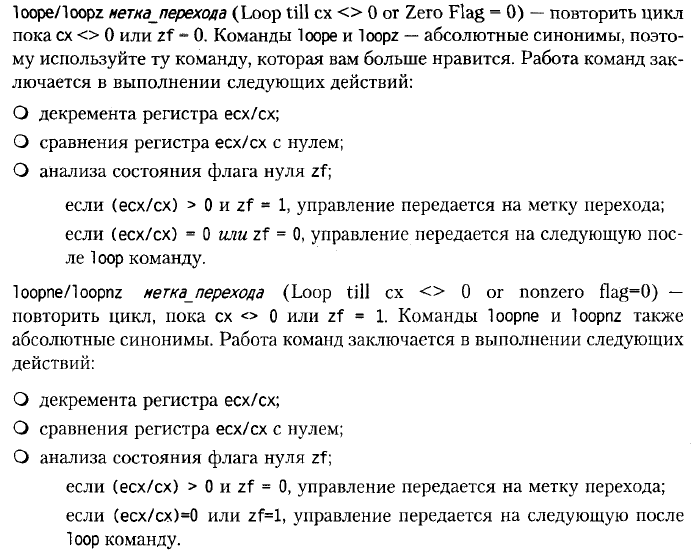 loope/loopz метка_перехода (Loop till cx <> 0 or Zero Flag = 0) — повторить цикл
пока cx <> 0 или zf = 0. Команды loope и loopz — абсолютные синонимы, поэто-
му используйте ту команду, которая вам больше нравится. Работа команд зак-
лючается в выполнении следующих действий:
○ декремента регистра ecx/cx;
○ сравнения регистра ecx/cx с нулем;
○ анализа состояния флага нуля zf;
если (ecx/cx) > 0 и zf = 1, управление передается на метку перехода;
если (ecx/cx) = 0 или zf = 0, управление передается на следующую пос-
ле loop команду.
loopne/loopnz метка_перехода (Loop till cx <> 0 or nonzero flag=0) —
повторить цикл, пока cx <> 0 или zf = 1. Команды loopne и loopnz также
абсолютные синонимы. Работа команд заключается в выполнении следующих
действий:
○ декремента регистра ecx/cx;
○ сравнения регистра ecx/cx с нулем;
○ анализа состояния флага нуля zf;
если (ecx/cx) > 0 и zf = 0, управление передается на метку перехода;
если (ecx/cx)=0 или zf=1, управление передается на следующую после
loop команду.